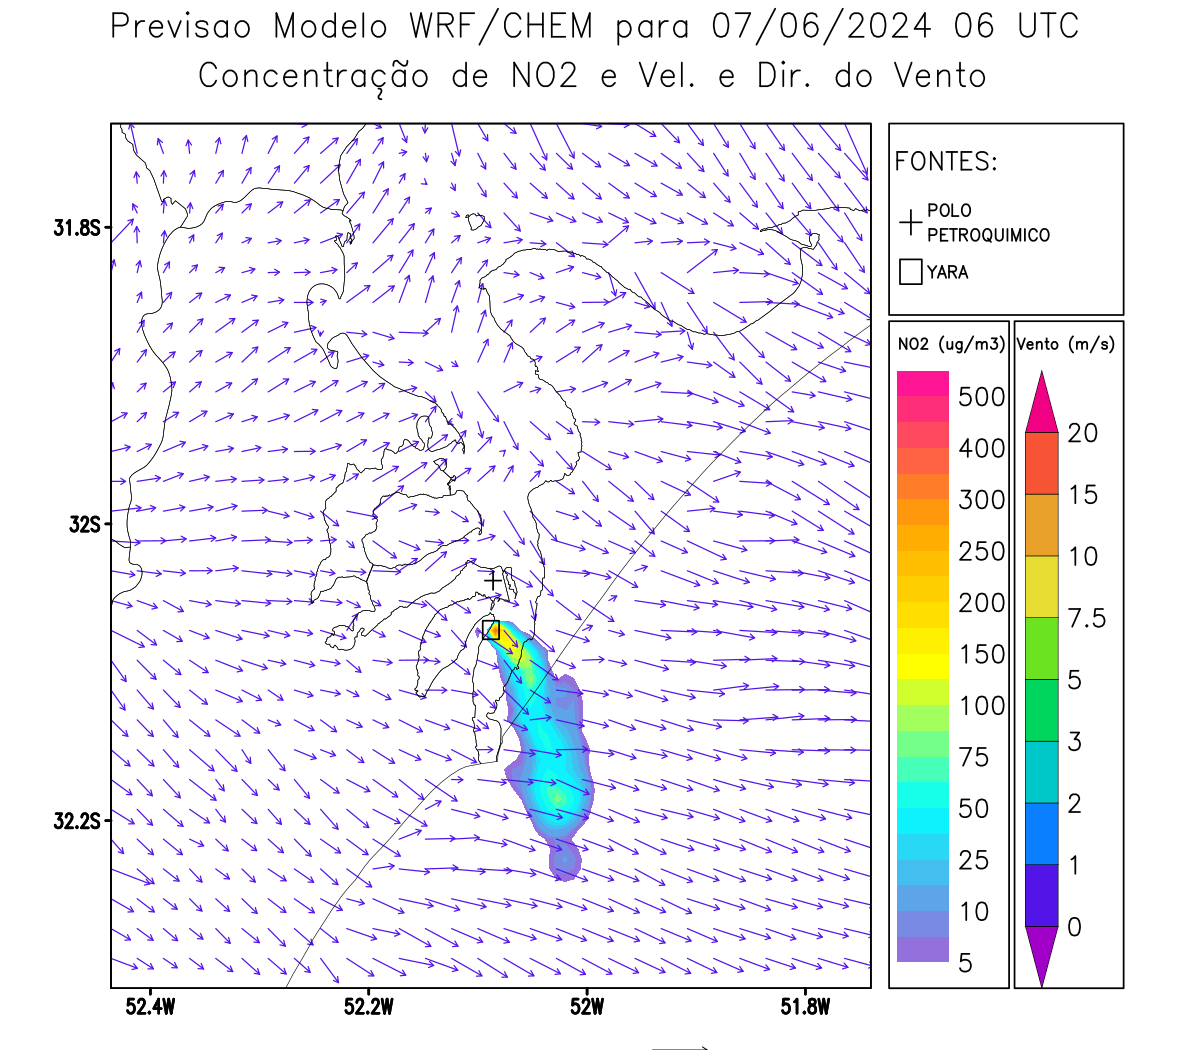 Previsao Modelo WRF/CHEM para 07/06/2024 06 UTC
Concentração de NO2 e Vel. e Dir. do Vento
FONTES:
POLO
PETROQUIMICO
YARA
NO2 (ug/m3)
500
400
300
250
200
150
100
75
50
25
10
5
Vento (m/s)
20
15
10
7.5
5
3
2
1
0
31.8S
32S
32.2S
52.4W
52.2W
52W
51.8W